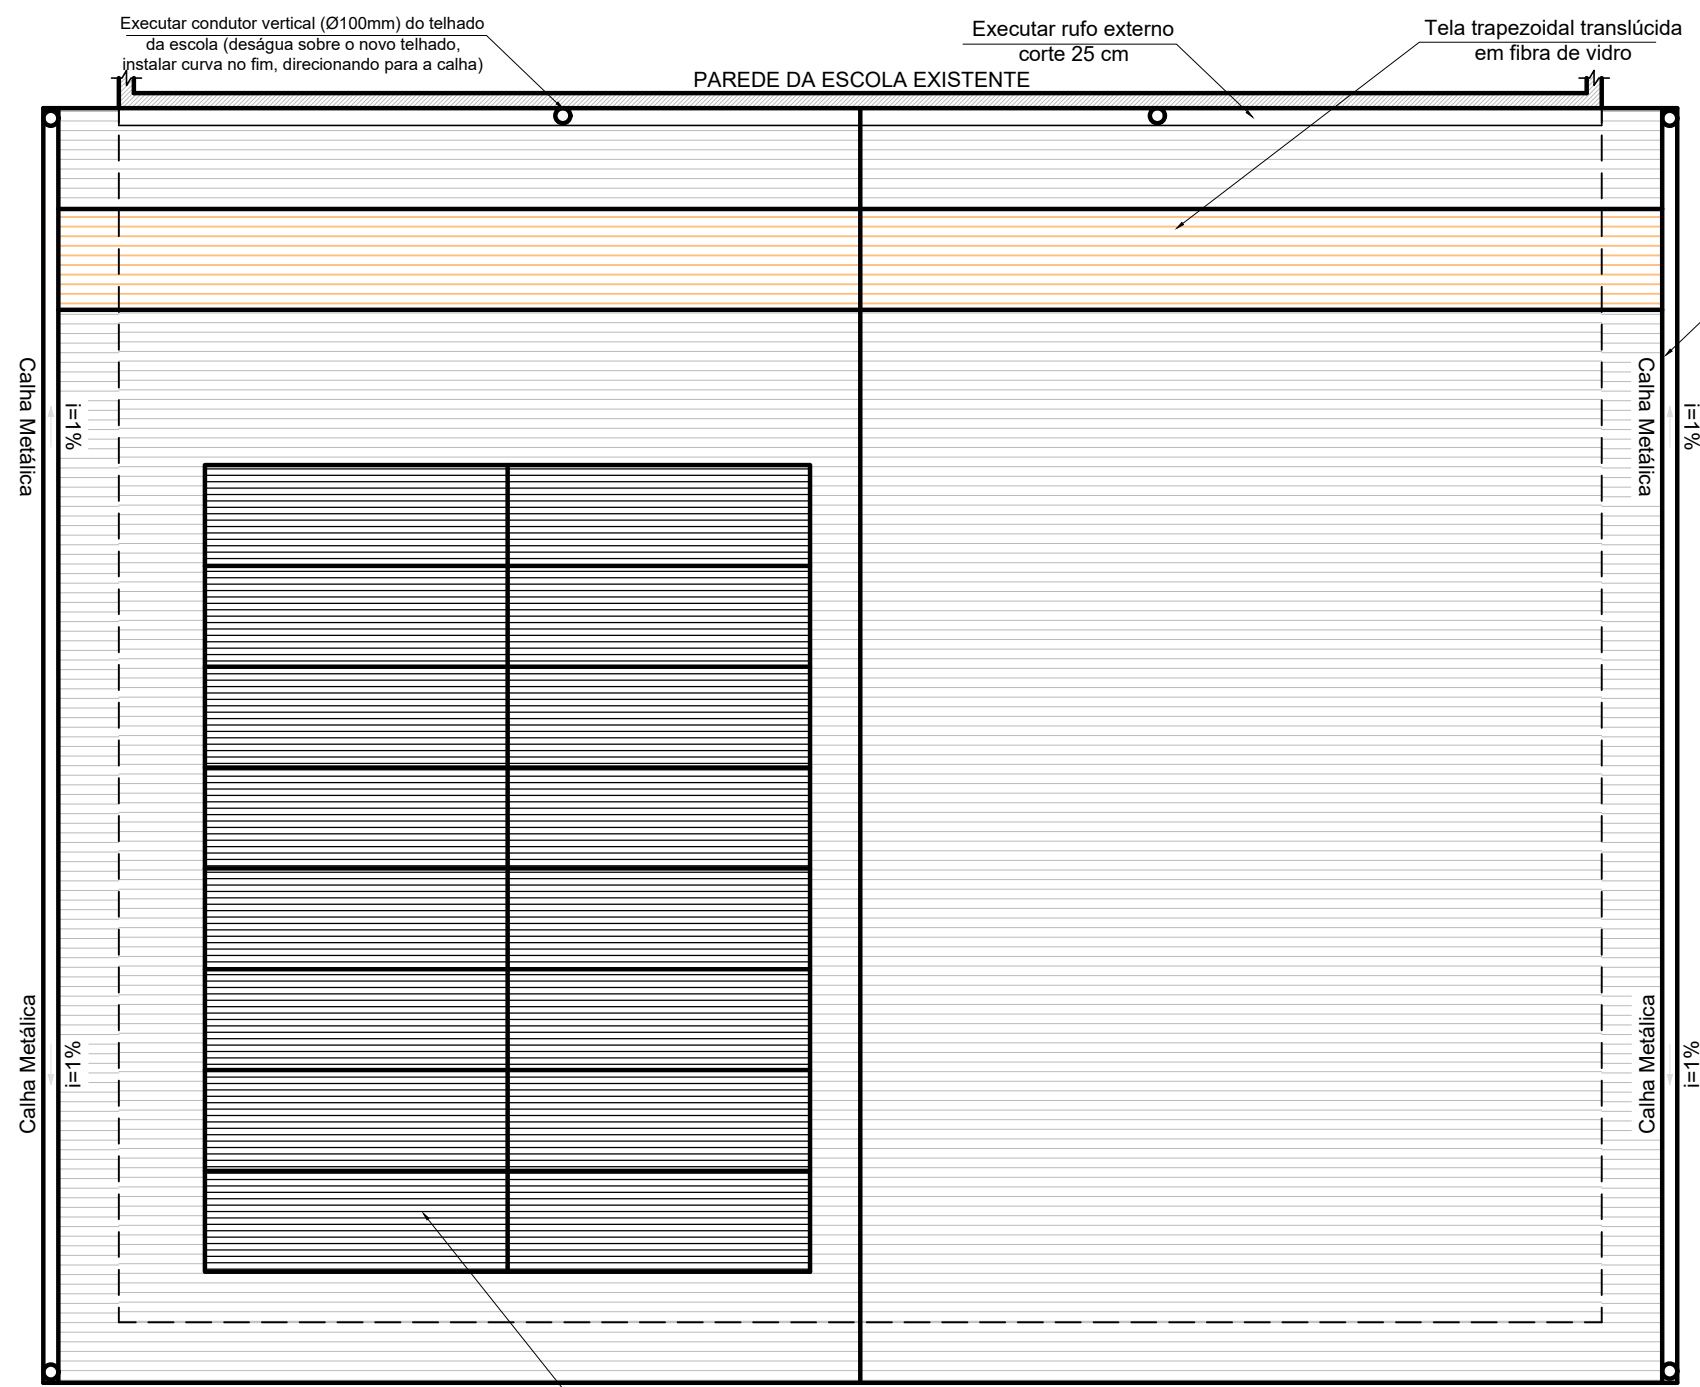 Executar condutor vertical (Ø100mm) do telhado
da escola (deságua sobre o novo telhado,
instalar curva no fim, direcionando para a calha)
Executar rufo externo
corte 25 cm
Tela trapezoidal translúcida
em fibra de vidro
PAREDE DA ESCOLA EXISTENTE
Calha Metálica
i=1%
Calha Metálica
i=1%
Calha Metálica
i=1%
Calha Metálica
i=1%